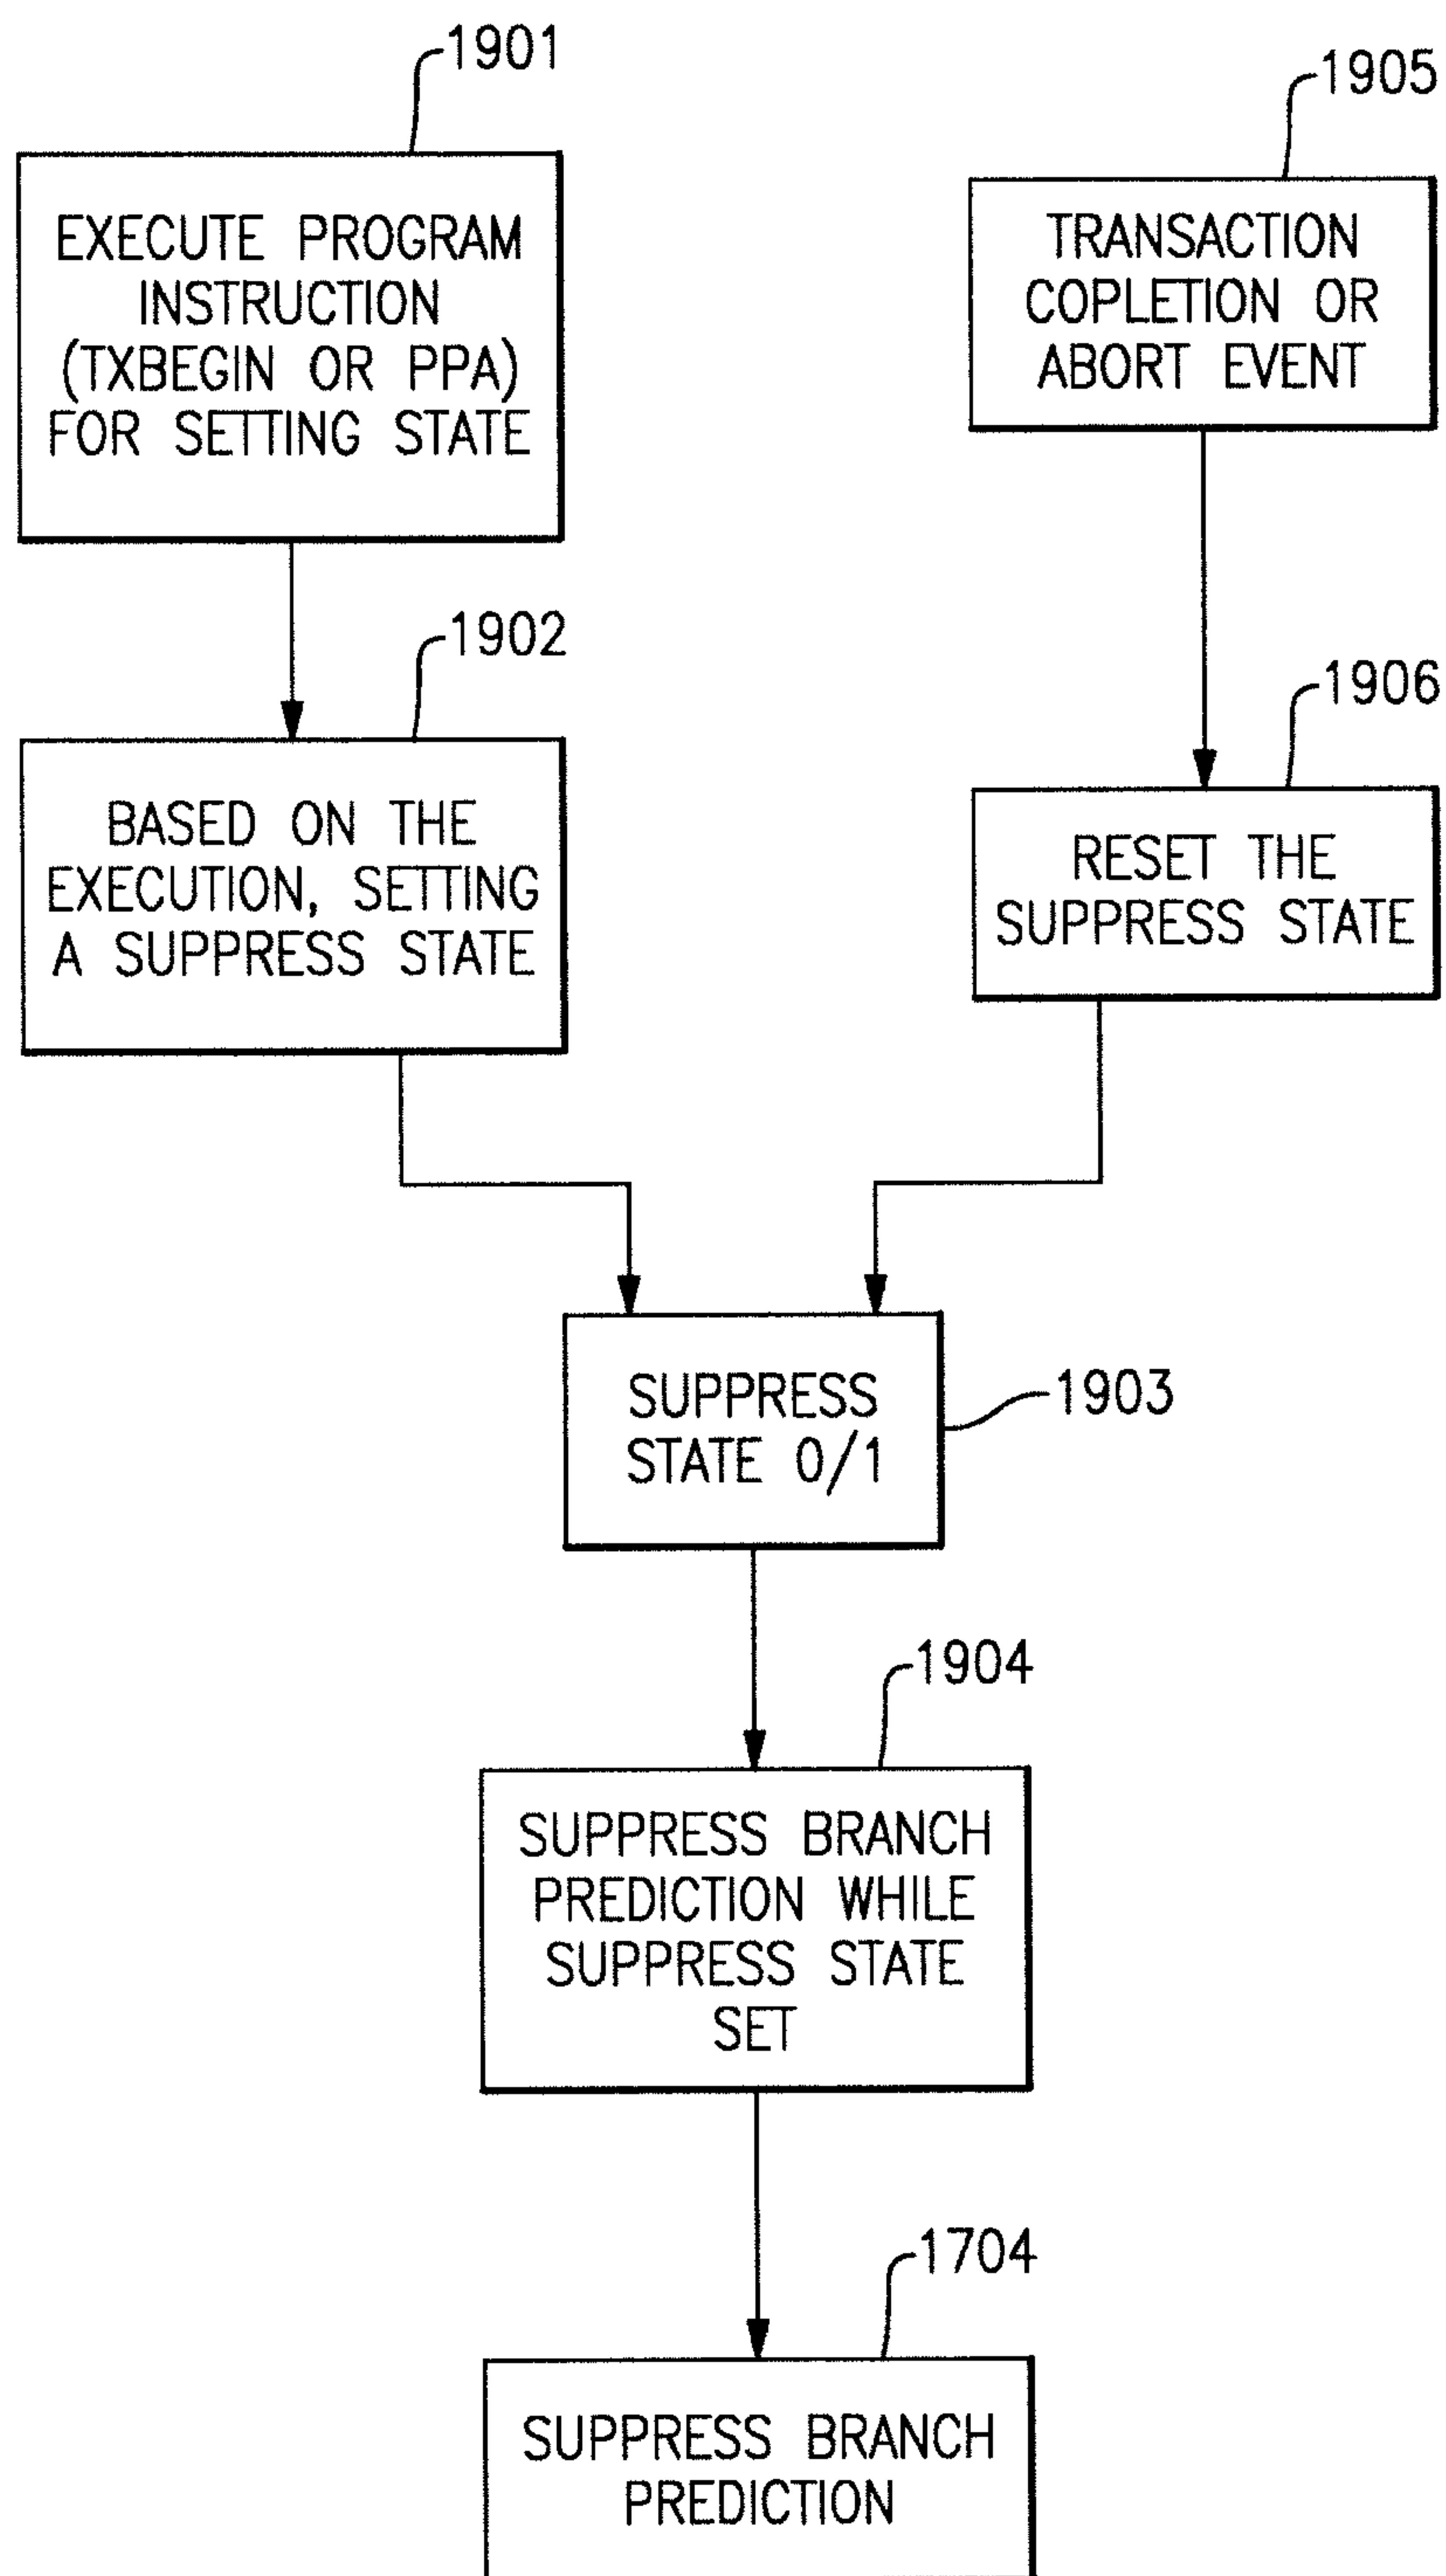 1901
EXECUTE PROGRAM
INSTRUCTION
(TXBEGIN OR PPA)
FOR SETTING STATE
1902
BASED ON THE
EXECUTION, SETTING
A SUPPRESS STATE
1905
TRANSACTION
COPLETION OR
ABORT EVENT
1906
RESET THE
SUPPRESS STATE
SUPPRESS
STATE 0/1
1903
1904
SUPPRESS BRANCH
PREDICTION WHILE
SUPPRESS STATE
SET
1704
SUPPRESS BRANCH
PREDICTION